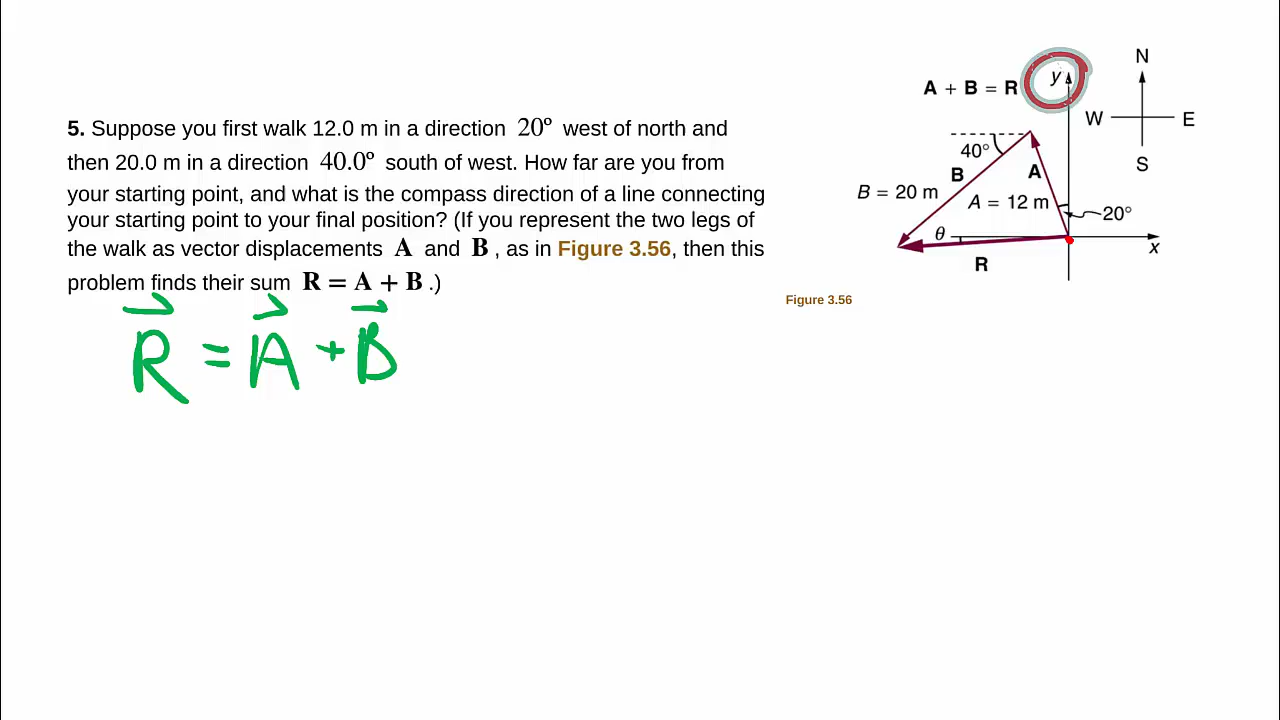 5. Suppose you first walk 12.0 m in a direction 20º west of north and
then 20.0 m in a direction 40.0º south of west. How far are you from
your starting point, and what is the compass direction of a line connecting
your starting point to your final position? (If you represent the two legs of
the walk as vector displacements A and B , as in Figure 3.56, then this
problem finds their sum R = A + B .)
R = A + B
A + B = R
y
N
W
E
S
40°
B
A
B = 20 m
A = 12 m
20°
θ
x
R
Figure 3.56